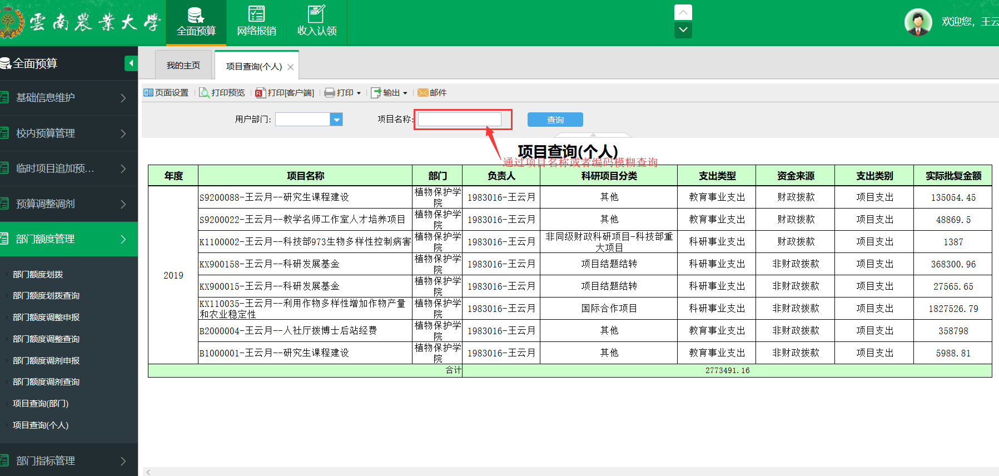 雲南農業大學
全面预算
网络报销
收入认领
欢迎您，王云
全面预算
基础信息维护
校内预算管理
临时项目追加预...
预算调整调剂
部门额度管理
部门额度划拨
部门额度划拨查询
部门额度调整申报
部门额度调整查询
部门额度调剂申报
部门额度调剂查询
项目查询(部门)
项目查询(个人)
部门指标管理
我的主页
项目查询(个人)
页面设置 打印预览 打印[客户端] 打印 输出 邮件
用户部门: 项目名称: 查询
项目查询(个人)
通过项目名称或者编码模糊查询
年度 项目名称 部门 负责人 科研项目分类 支出类型 资金来源 支出类别 实际批复金额
2019
S9200088-王云月--研究生课程建设 植物保护学院 1983016-王云月 其他 教育事业支出 财政拨款 项目支出 135054.45
S9200022-王云月--教学名师工作室人才培养项目 植物保护学院 1983016-王云月 其他 教育事业支出 财政拨款 项目支出 48869.5
K1100002-王云月--科技部973生物多样性控制病害 植物保护学院 1983016-王云月 非同级财政科研项目-科技部重大项目 科研事业支出 财政拨款 项目支出 1387
KX900158-王云月--科研发展基金 植物保护学院 1983016-王云月 项目结题结转 科研事业支出 非财政拨款 项目支出 368300.96
KX900015-王云月--科研发展基金 植物保护学院 1983016-王云月 项目结题结转 科研事业支出 非财政拨款 项目支出 27565.65
KX110035-王云月--利用作物多样性增加作物产量和农业稳定性 植物保护学院 1983016-王云月 国际合作项目 科研事业支出 非财政拨款 项目支出 1827526.79
B2000004-王云月--人社厅拨博士后站经费 植物保护学院 1983016-王云月 其他 教育事业支出 非财政拨款 项目支出 358798
B1000001-王云月--研究生课程建设 植物保护学院 1983016-王云月 其他 教育事业支出 非财政拨款 项目支出 5988.81
合计 2773491.16